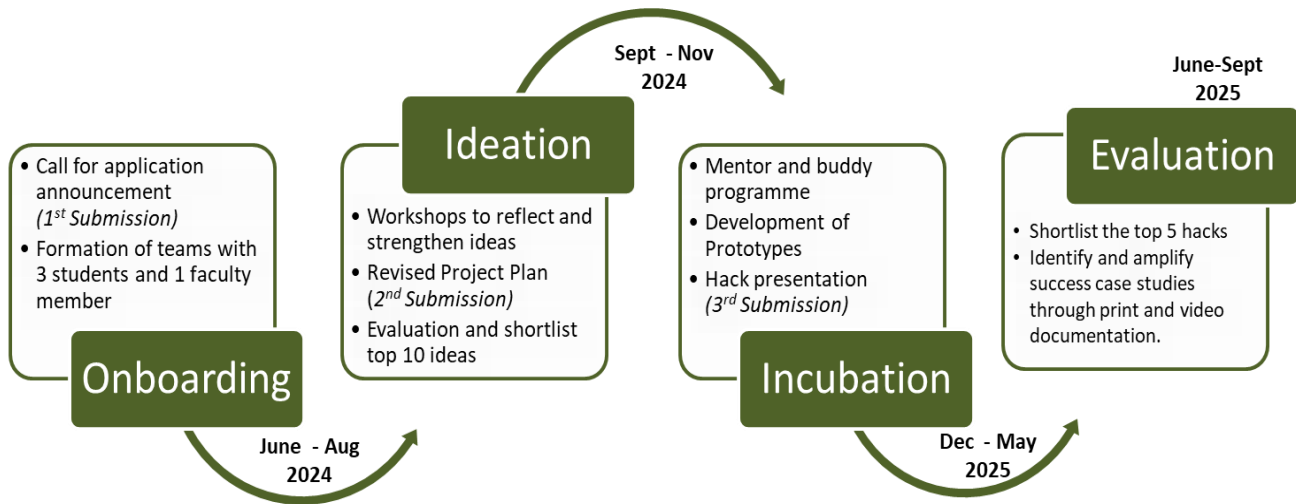 Onboarding
• Call for application
announcement
(1st Submission)
• Formation of teams with
3 students and 1 faculty
member
June - Aug
2024
Ideation
• Workshops to reflect and
strengthen ideas
• Revised Project Plan
(2nd Submission)
• Evaluation and shortlist
top 10 ideas
Sept - Nov
2024
• Mentor and buddy
programme
• Development of
Prototypes
• Hack presentation
(3rd Submission)
Incubation
Dec - May
2025
June-Sept
2025
Evaluation
• Shortlist the top 5 hacks
• Identify and amplify
success case studies
through print and video
documentation.